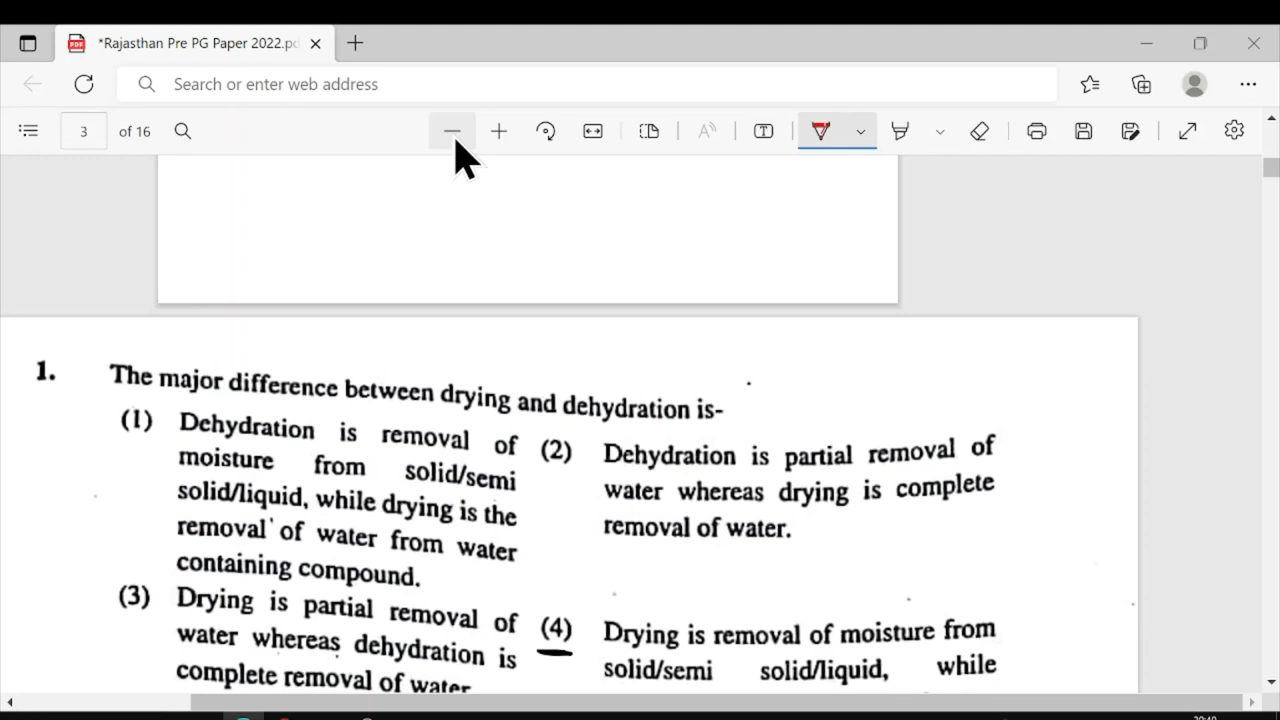 *Rajasthan Pre PG Paper 2022.pd
Search or enter web address
3 of 16
1. The major difference between drying and dehydration is-
(1) Dehydration is removal of
moisture from solid/semi
solid/liquid, while drying is the
removal of water from water
containing compound.
(2) Dehydration is partial removal of
water whereas drying is complete
removal of water.
(3) Drying is partial removal of
water whereas dehydration is
complete removal of water
(4) Drying is removal of moisture from
solid/semi solid/liquid, while